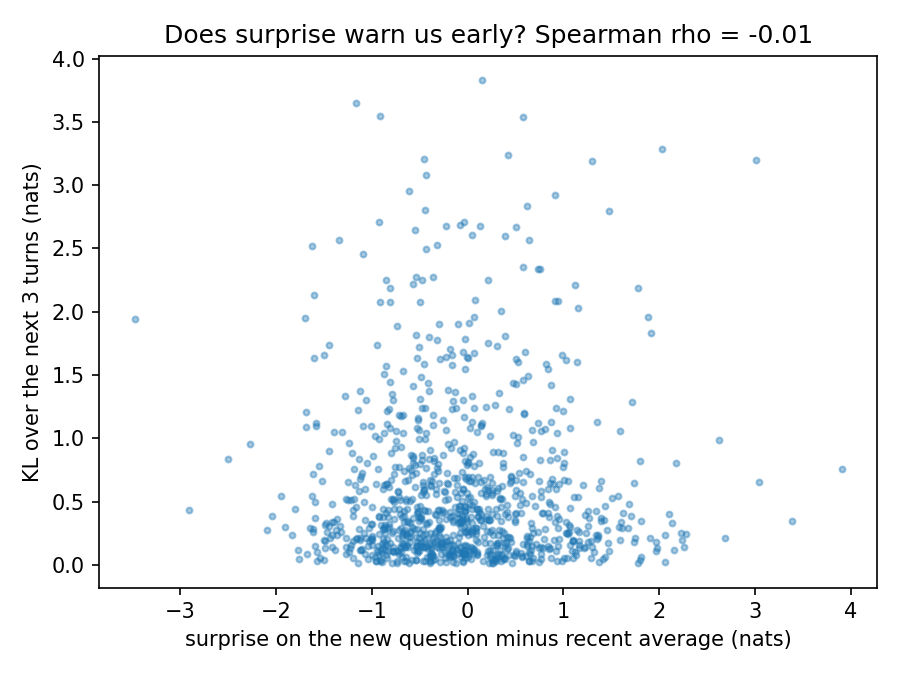 Does surprise warn us early? Spearman rho = -0.01
4.0
3.5
3.0
2.5
2.0
1.5
1.0
0.5
0.0
KL over the next 3 turns (nats)
−3 −2 −1 0 1 2 3 4
surprise on the new question minus recent average (nats)